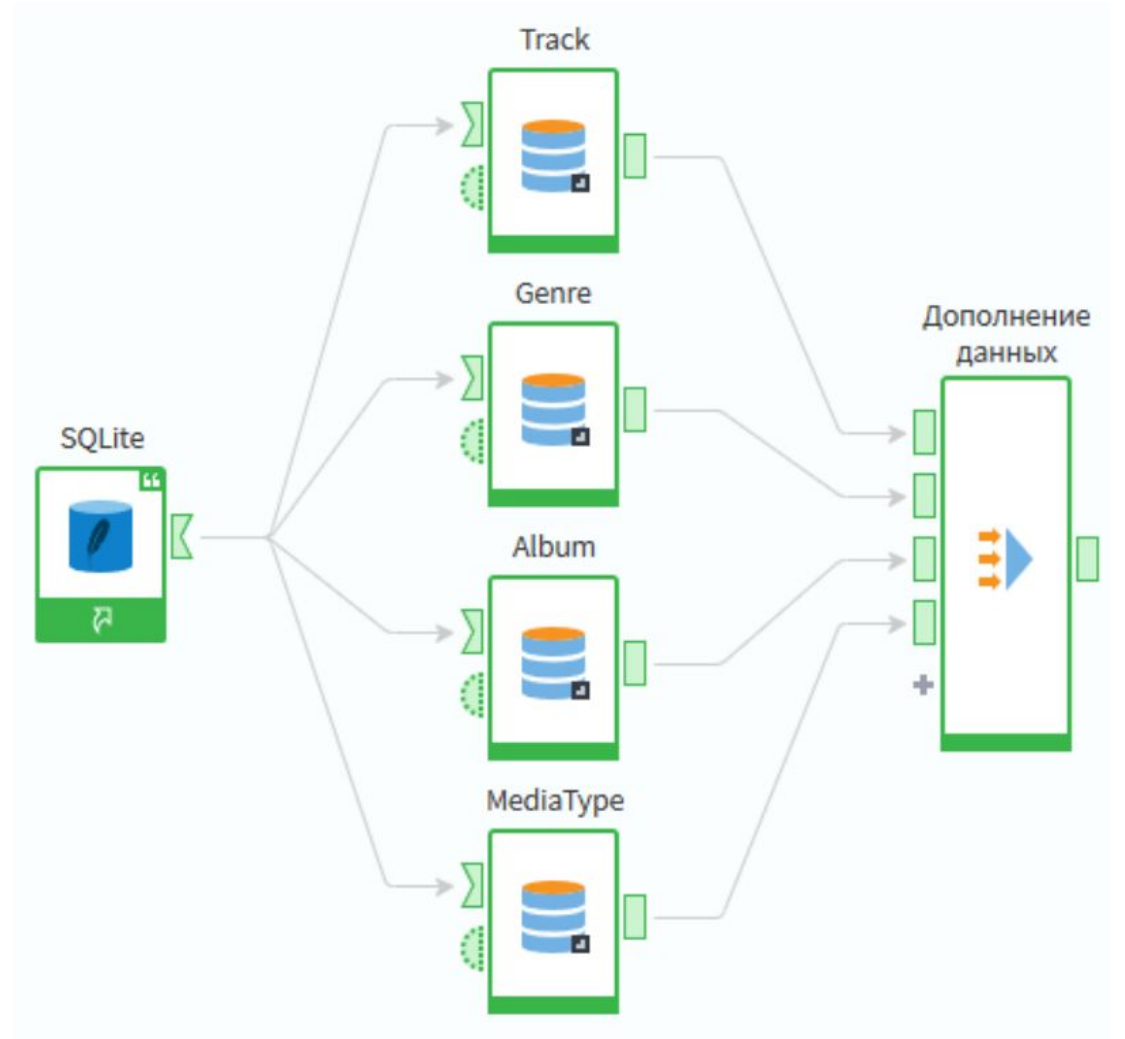 Track
Genre
Дополнение
данных
SQLite
Album
MediaType